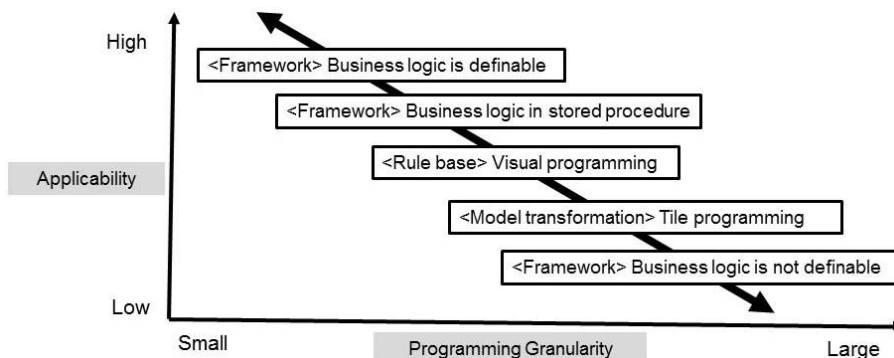 High
<Framework> Business logic is definable
<Framework> Business logic in stored procedure
<Rule base> Visual programming
Applicability
<Model transformation> Tile programming
<Framework> Business logic is not definable
Low
Small
Programming Granularity
Large